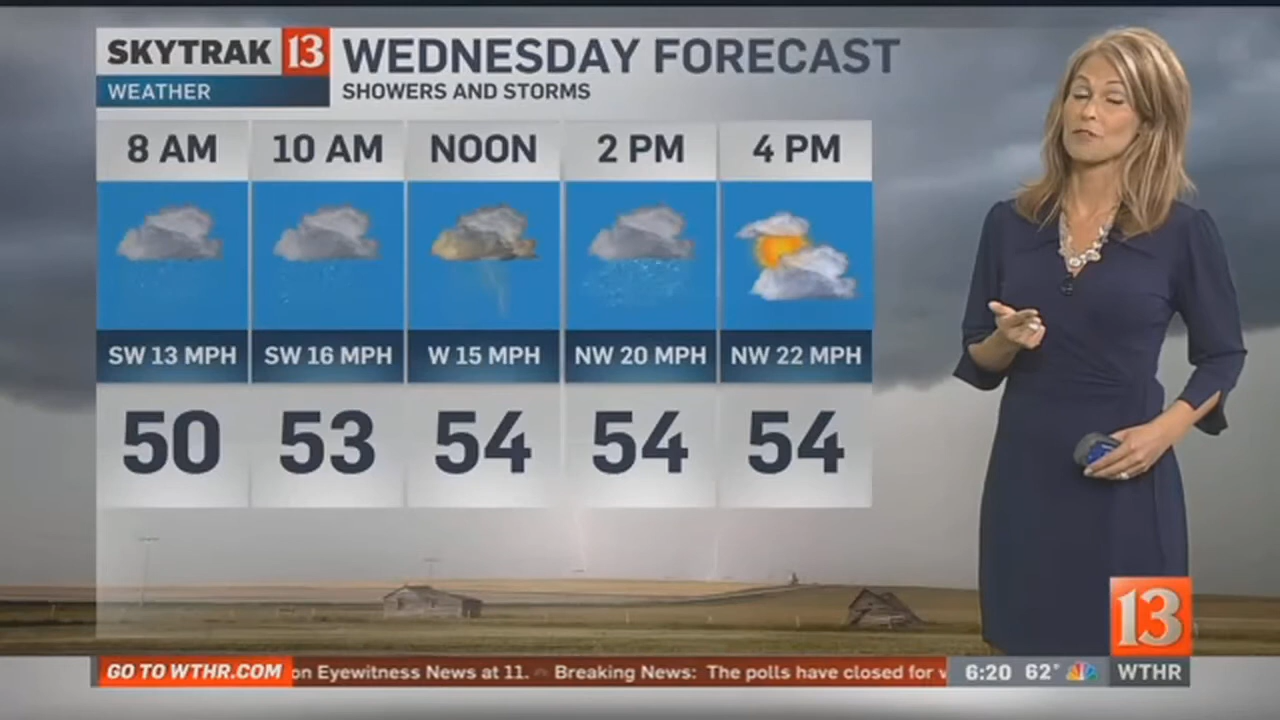 SKYTRAK 13
WEATHER
WEDNESDAY FORECAST
SHOWERS AND STORMS
8 AM 10 AM NOON 2 PM 4 PM
SW 13 MPH SW 16 MPH W 15 MPH NW 20 MPH NW 22 MPH
50 53 54 54 54
13
GO TO WTHR.COM on Eyewitness News at 11. Breaking News: The polls have closed for 6:20 62° WTHR